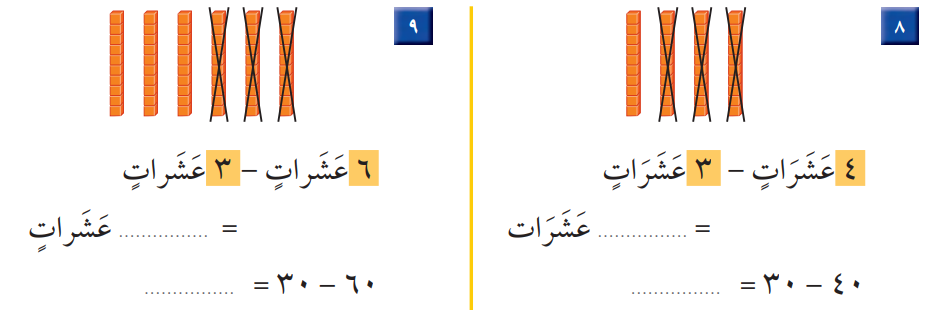 ٨
٤ عَشَرَاتٍ – ٣ عَشَرَاتٍ
= ............... عَشَرَات
٤٠ – ٣٠ = ................
٩
٦ عَشَراتٍ – ٣ عَشَراتٍ
= ............... عَشَراتٍ
٦٠ – ٣٠ = ................